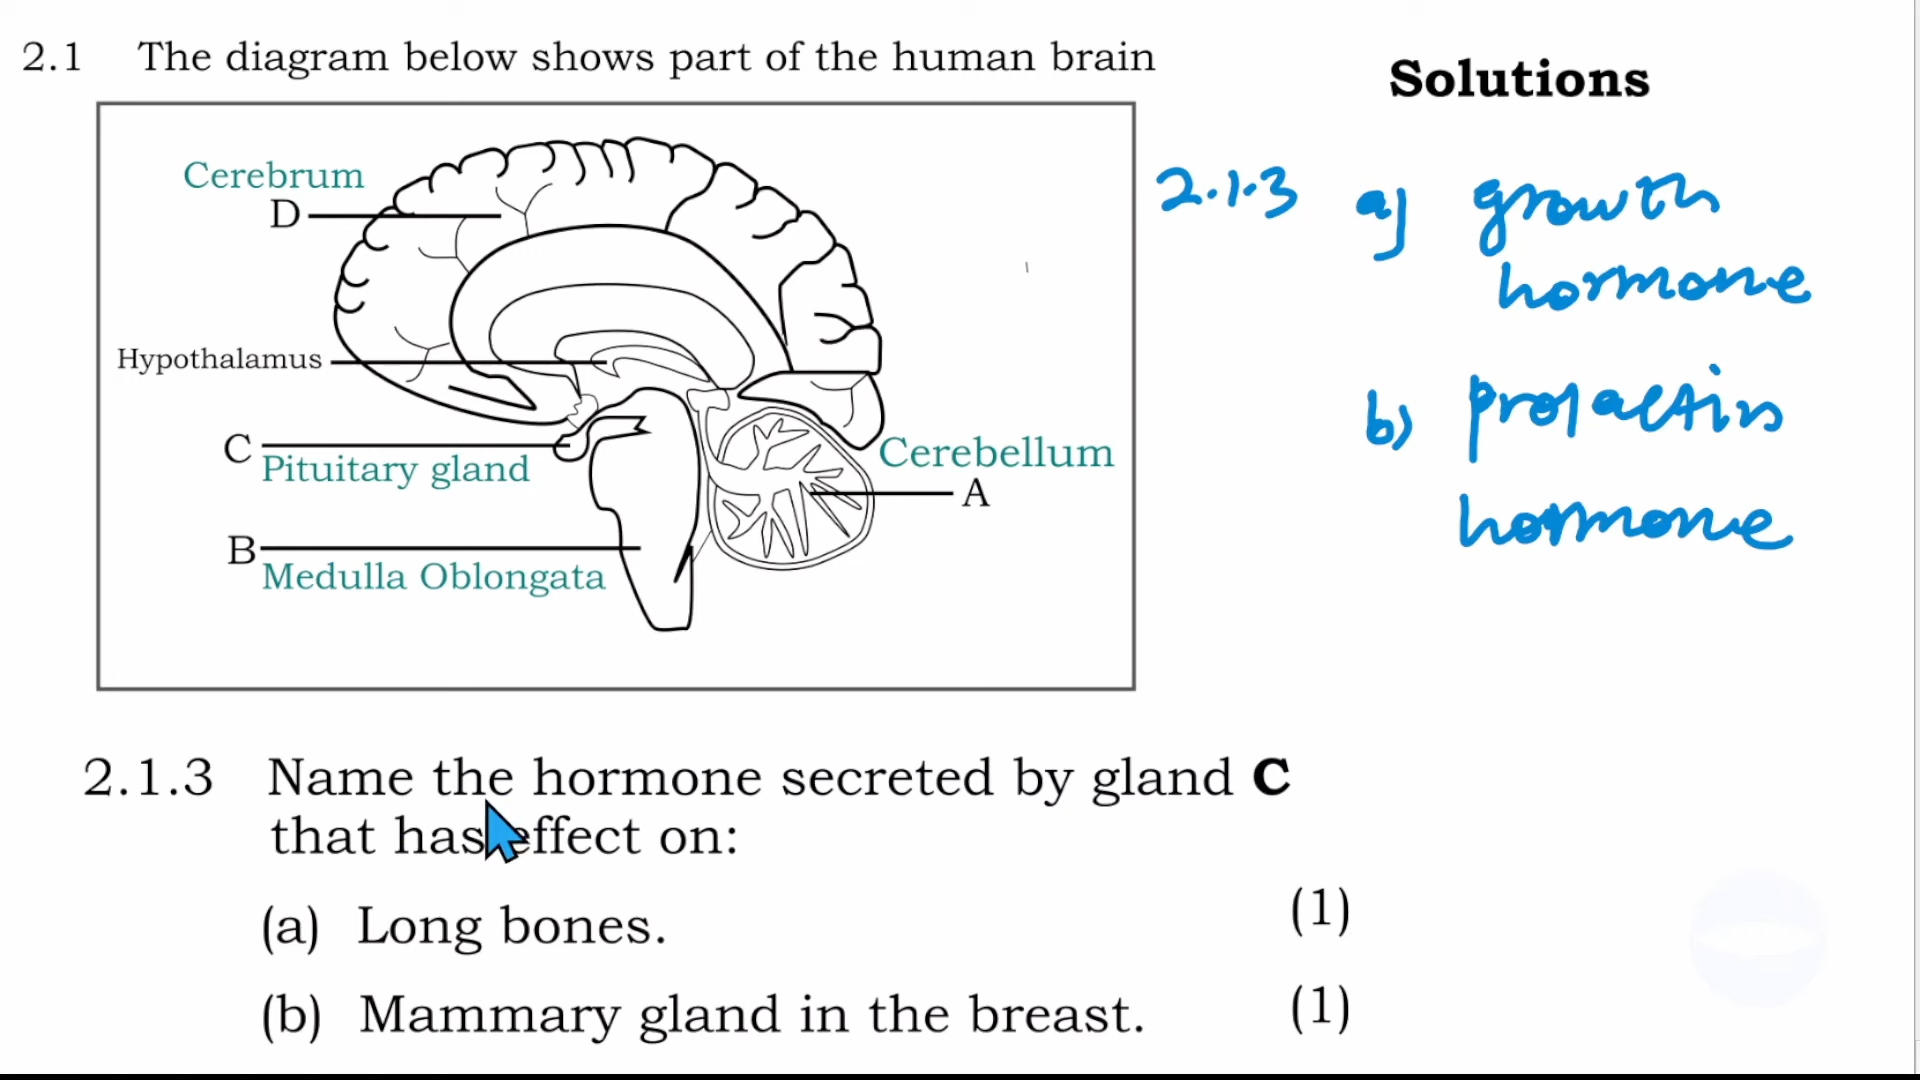 2.1 The diagram below shows part of the human brain
Solutions
Cerebrum
D
Hypothalamus
C
Pituitary gland
B
Medulla Oblongata
Cerebellum
A
2.1.3 a) growth
hormone
b) prolactin
hormone
2.1.3 Name the hormone secreted by gland C
that has effect on:
(a) Long bones. (1)
(b) Mammary gland in the breast. (1)